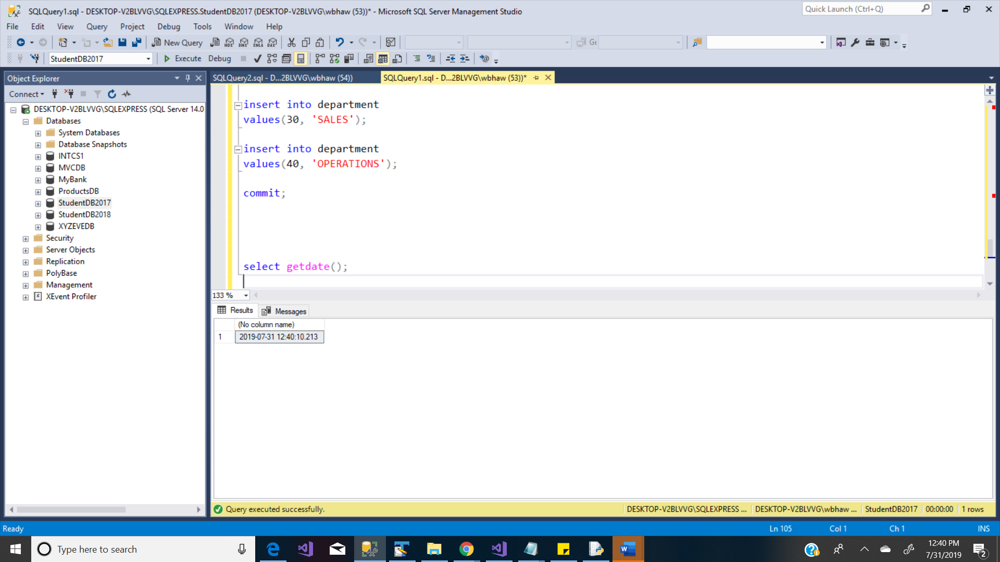 SQLQuery1.sql - DESKTOP-V2BLVVG\SQLEXPRESS.StudentDB2017 (DESKTOP-V2BLVVG\wbhaw (53))* - Microsoft SQL Server Management Studio
Quick Launch (Ctrl+Q)
File Edit View Query Project Debug Tools Window Help
New Query MDX DMX XMLA DAX
StudentDB2017 Execute Debug
Object Explorer
SQLQuery2.sql - D...2BLVVG\wbhaw (54)) SQLQuery1.sql - D...2BLVVG\wbhaw (53))*
Connect
DESKTOP-V2BLVVG\SQLEXPRESS (SQL Server 14.0
Databases
System Databases
Database Snapshots
INTCS1
MVCDB
MyBank
ProductsDB
StudentDB2017
StudentDB2018
XYZEVEDB
Security
Server Objects
Replication
PolyBase
Management
XEvent Profiler
insert into department
values(30, 'SALES');
insert into department
values(40, 'OPERATIONS');
commit;
select getdate();
133 %
Results Messages
(No column name)
1 2019-07-31 12:40:10.213
Query executed successfully. DESKTOP-V2BLVVG\SQLEXPRESS ... DESKTOP-V2BLVVG\wbhaw ... StudentDB2017 00:00:00 1 rows
Ready Ln 105 Col 1 Ch 1 INS
Type here to search
12:40 PM
7/31/2019
2